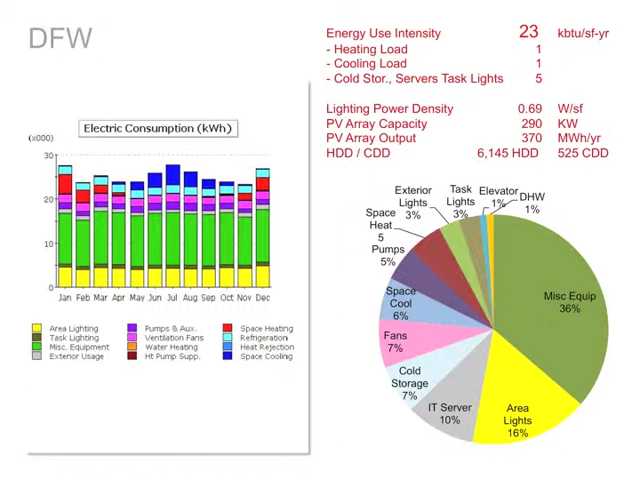 DFW
Energy Use Intensity 23 kbtu/sf-yr
- Heating Load 1
- Cooling Load 1
- Cold Stor., Servers Task Lights 5
Lighting Power Density 0.69 W/sf
PV Array Capacity 290 KW
PV Array Output 370 MWh/yr
HDD / CDD 6,145 HDD 525 CDD
Electric Consumption (kWh)
(x000)
30
20
10
0
Jan Feb Mar Apr May Jun Jul Aug Sep Oct Nov Dec
Area Lighting Pumps & Aux. Space Heating
Task Lighting Ventilation Fans Refrigeration
Misc. Equipment Water Heating Heat Rejection
Exterior Usage Ht Pump Supp. Space Cooling
Exterior
Lights
3%
Task
Lights
3%
Elevator
1%
DHW
1%
Space
Heat
5
Pumps
5%
Space
Cool
6%
Fans
7%
Cold
Storage
7%
IT Server
10%
Area
Lights
16%
Misc Equip
36%